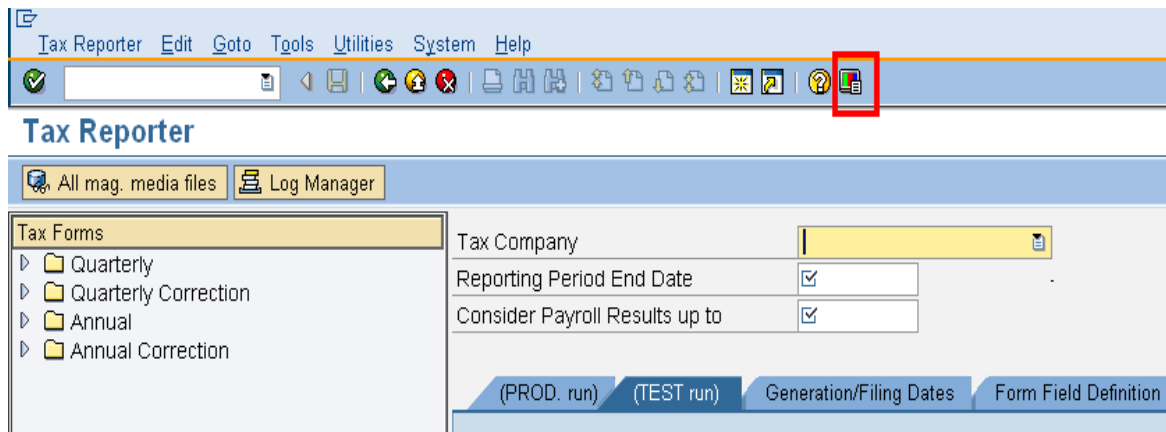 Tax Reporter Edit Goto Tools Utilities System Help
Tax Reporter
All mag. media files Log Manager
Tax Forms
Quarterly
Quarterly Correction
Annual
Annual Correction
Tax Company
Reporting Period End Date
Consider Payroll Results up to
(PROD. run) (TEST run) Generation/Filing Dates Form Field Definition